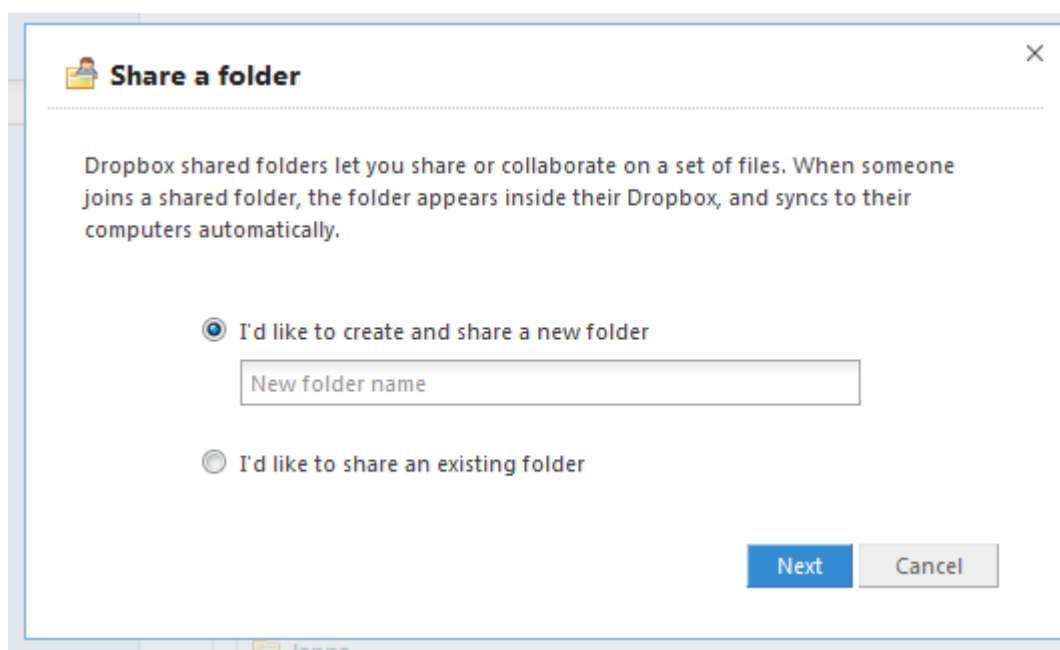 Share a folder
Dropbox shared folders let you share or collaborate on a set of files. When someone
joins a shared folder, the folder appears inside their Dropbox, and syncs to their
computers automatically.
I'd like to create and share a new folder
New folder name
I'd like to share an existing folder
Next Cancel